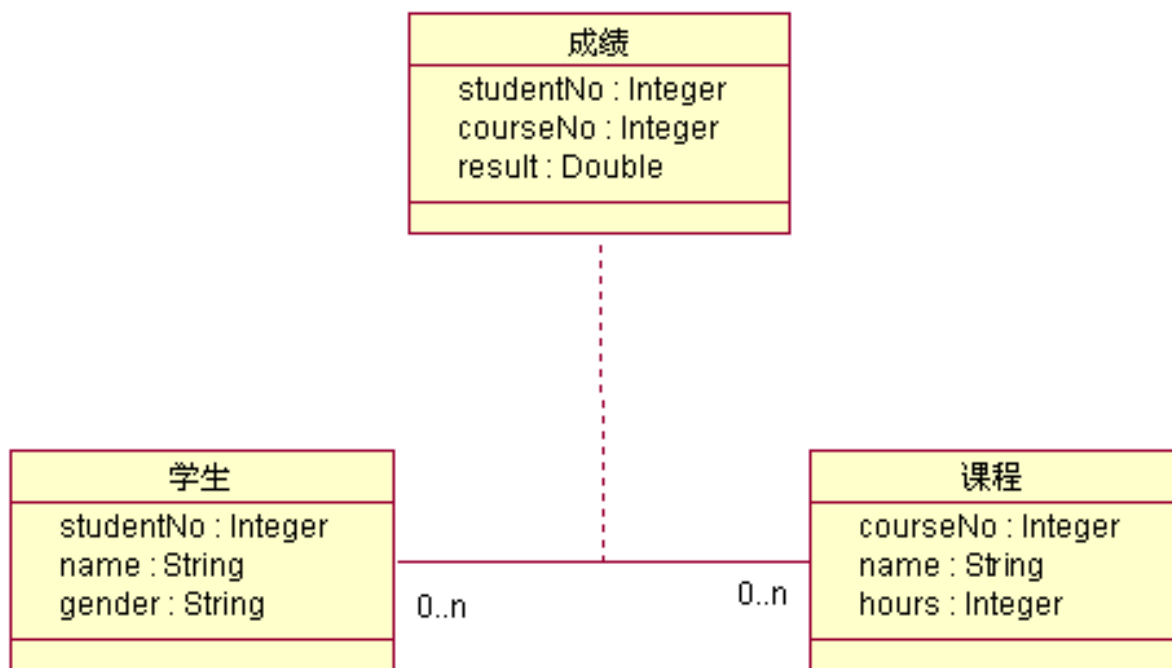 成绩
studentNo : Integer
courseNo : Integer
result : Double
学生
studentNo : Integer
name : String
gender : String
0..n
0..n
课程
courseNo : Integer
name : String
hours : Integer